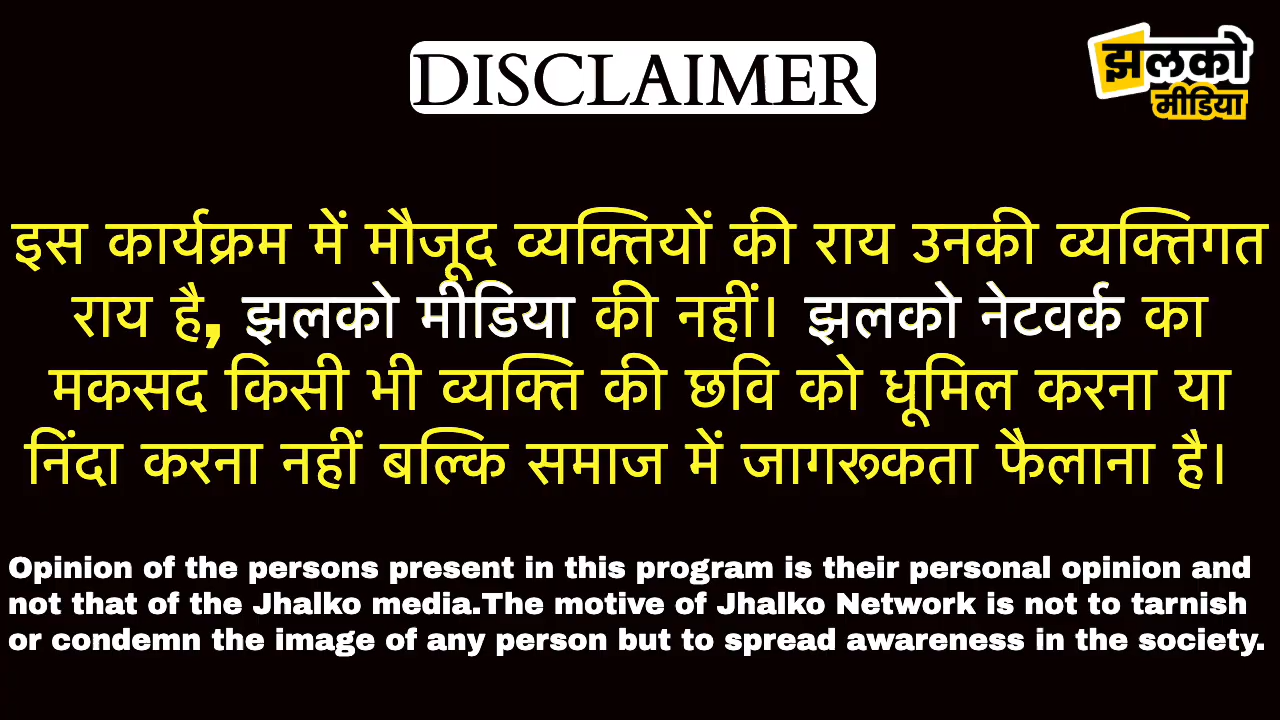 DISCLAIMER
झलको
मीडिया
इस कार्यक्रम में मौजूद व्यक्तियों की राय उनकी व्यक्तिगत
राय है, झलको मीडिया की नहीं। झलको नेटवर्क का
मकसद किसी भी व्यक्ति की छवि को धूमिल करना या
निंदा करना नहीं बल्कि समाज में जागरूकता फैलाना है।
Opinion of the persons present in this program is their personal opinion and
not that of the Jhalko media.The motive of Jhalko Network is not to tarnish
or condemn the image of any person but to spread awareness in the society.